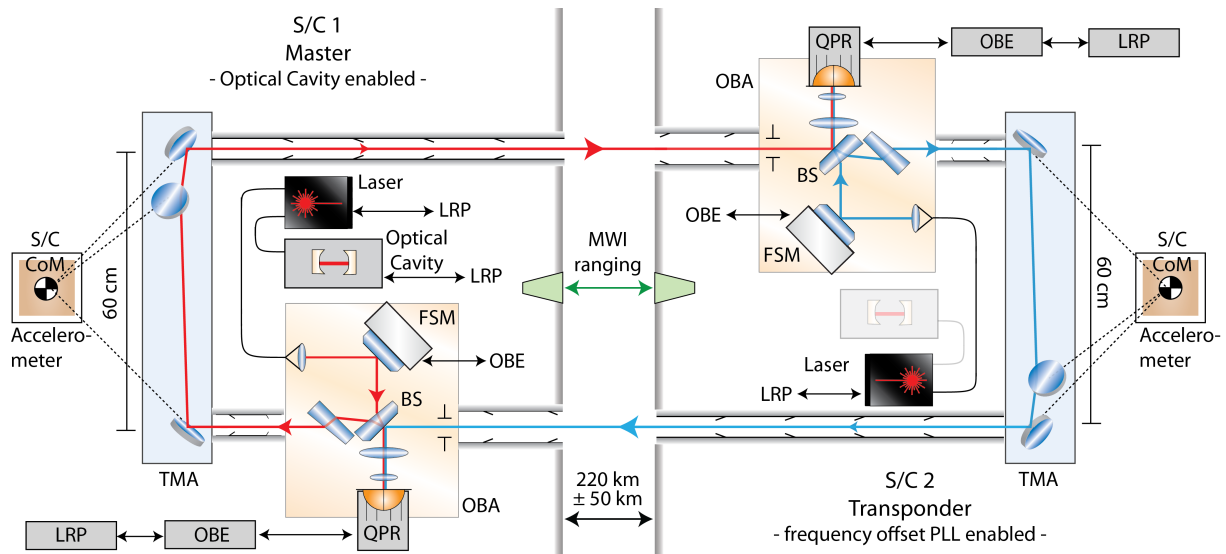 S/C 1
Master
- Optical Cavity enabled -
QPR
OBE
LRP
OBA
BS
Laser
LRP
Optical
Cavity
LRP
OBE
FSM
MWI
ranging
S/C
CoM
60 cm
Accelero-
meter
S/C
CoM
60 cm
Accelero-
meter
FSM
OBE
BS
Laser
LRP
TMA
OBA
220 km
± 50 km
S/C 2
Transponder
- frequency offset PLL enabled -
TMA
LRP
OBE
QPR